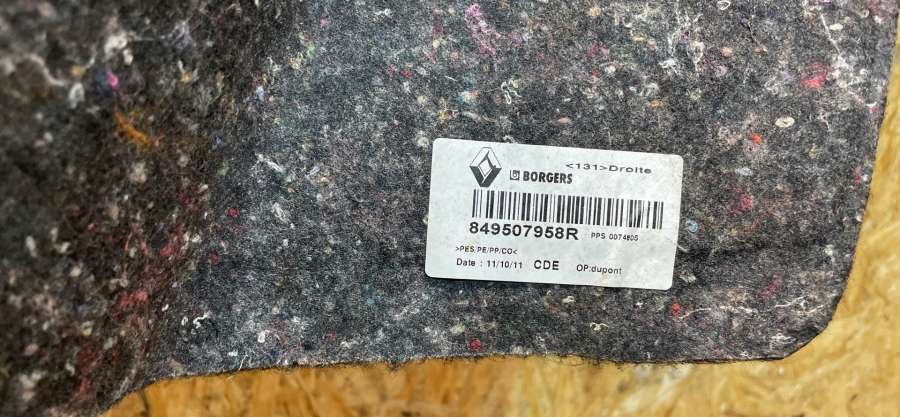 <131>Droite
BORGERS
849507958R PPS 0074805
>PES/PE/PP/CO<
Date : 11/10/11 CDE OP:dupont